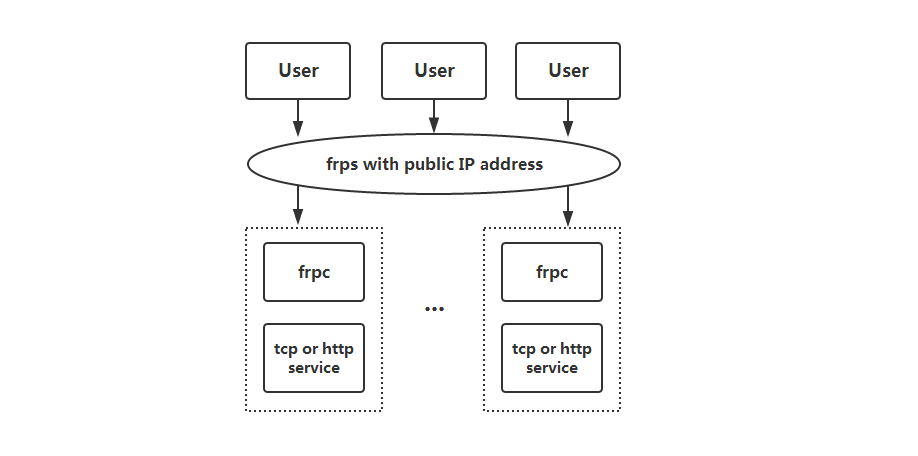 User
User
User
frps with public IP address
frpc
frpc
...
tcp or http
service
tcp or http
service